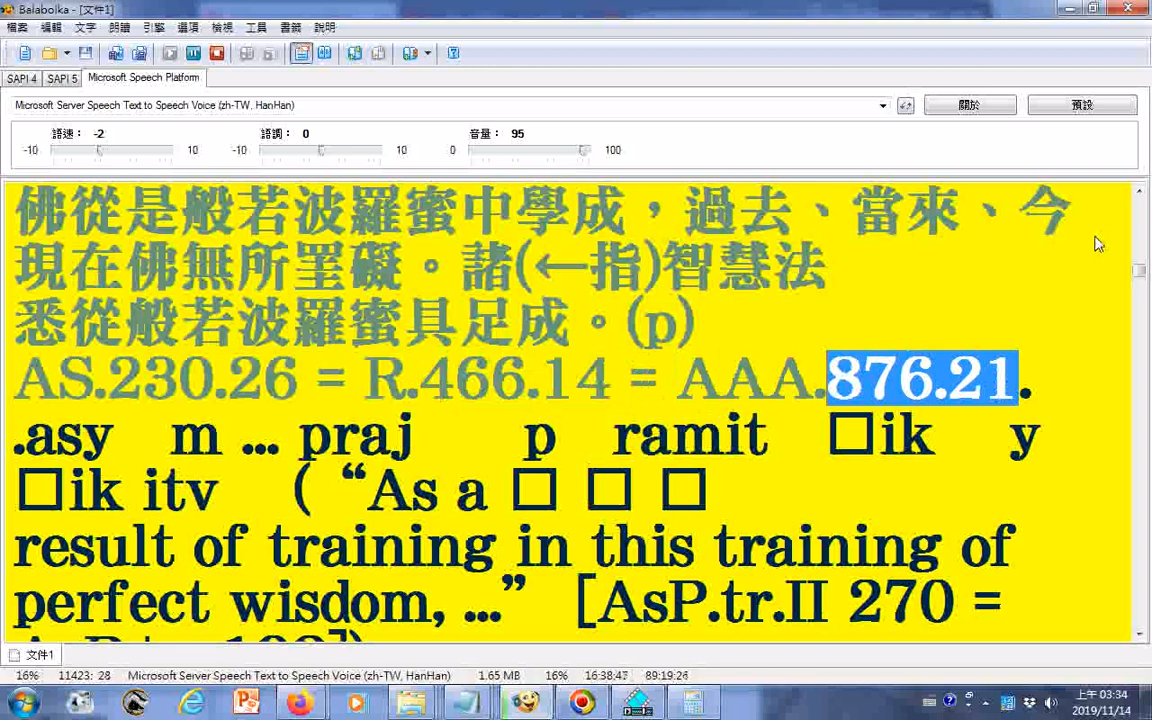 Balabolka - [文件1]
檔案 編輯 文字 朗讀 引擎 選項 檢視 工具 書籤 說明
SAPI 4 SAPI 5 Microsoft Speech Platform
Microsoft Server Speech Text to Speech Voice (zh-TW, HanHan) 關於 預設
語速： -2 語調： 0 音量： 95
-10 10 -10 10 0 100
佛從是般若波羅蜜中學成，過去、當來、今
現在佛無所罣礙。諸(←指)智慧法
悉從般若波羅蜜具足成。(p)
AS.230.26 = R.466.14 = AAA.876.21.
.asy m ... praj p ramit □ik y
□ik itv ( “As a □ □ □
result of training in this training of
perfect wisdom, ...” [AsP.tr.II 270 =
文件1
16% 11423: 28 Microsoft Server Speech Text to Speech Voice (zh-TW, HanHan) 1.65 MB 16% 16:38:47 89:19:26
上午 03:34
2019/11/14